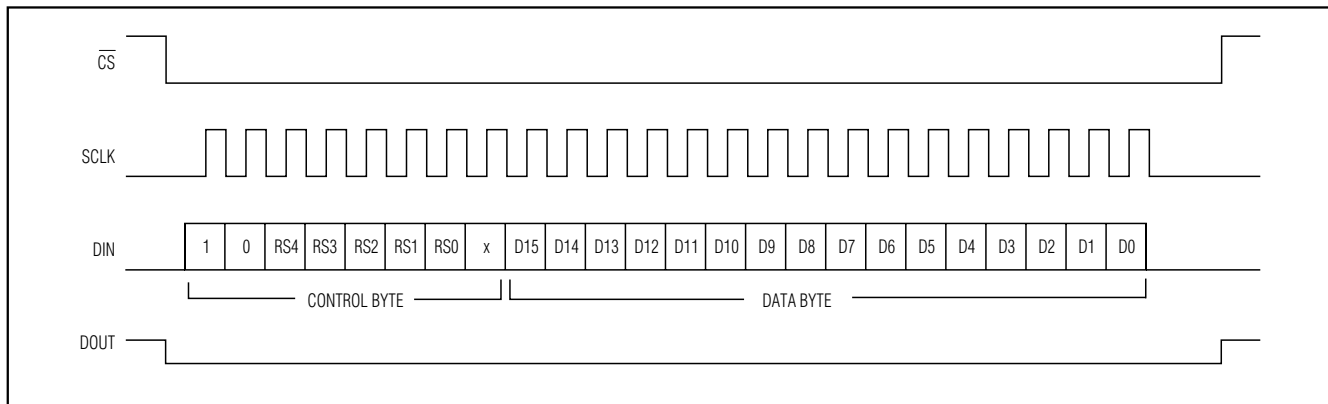 CS
SCLK
DIN 1 0 RS4 RS3 RS2 RS1 RS0 x D15 D14 D13 D12 D11 D10 D9 D8 D7 D6 D5 D4 D3 D2 D1 D0
CONTROL BYTE DATA BYTE
DOUT